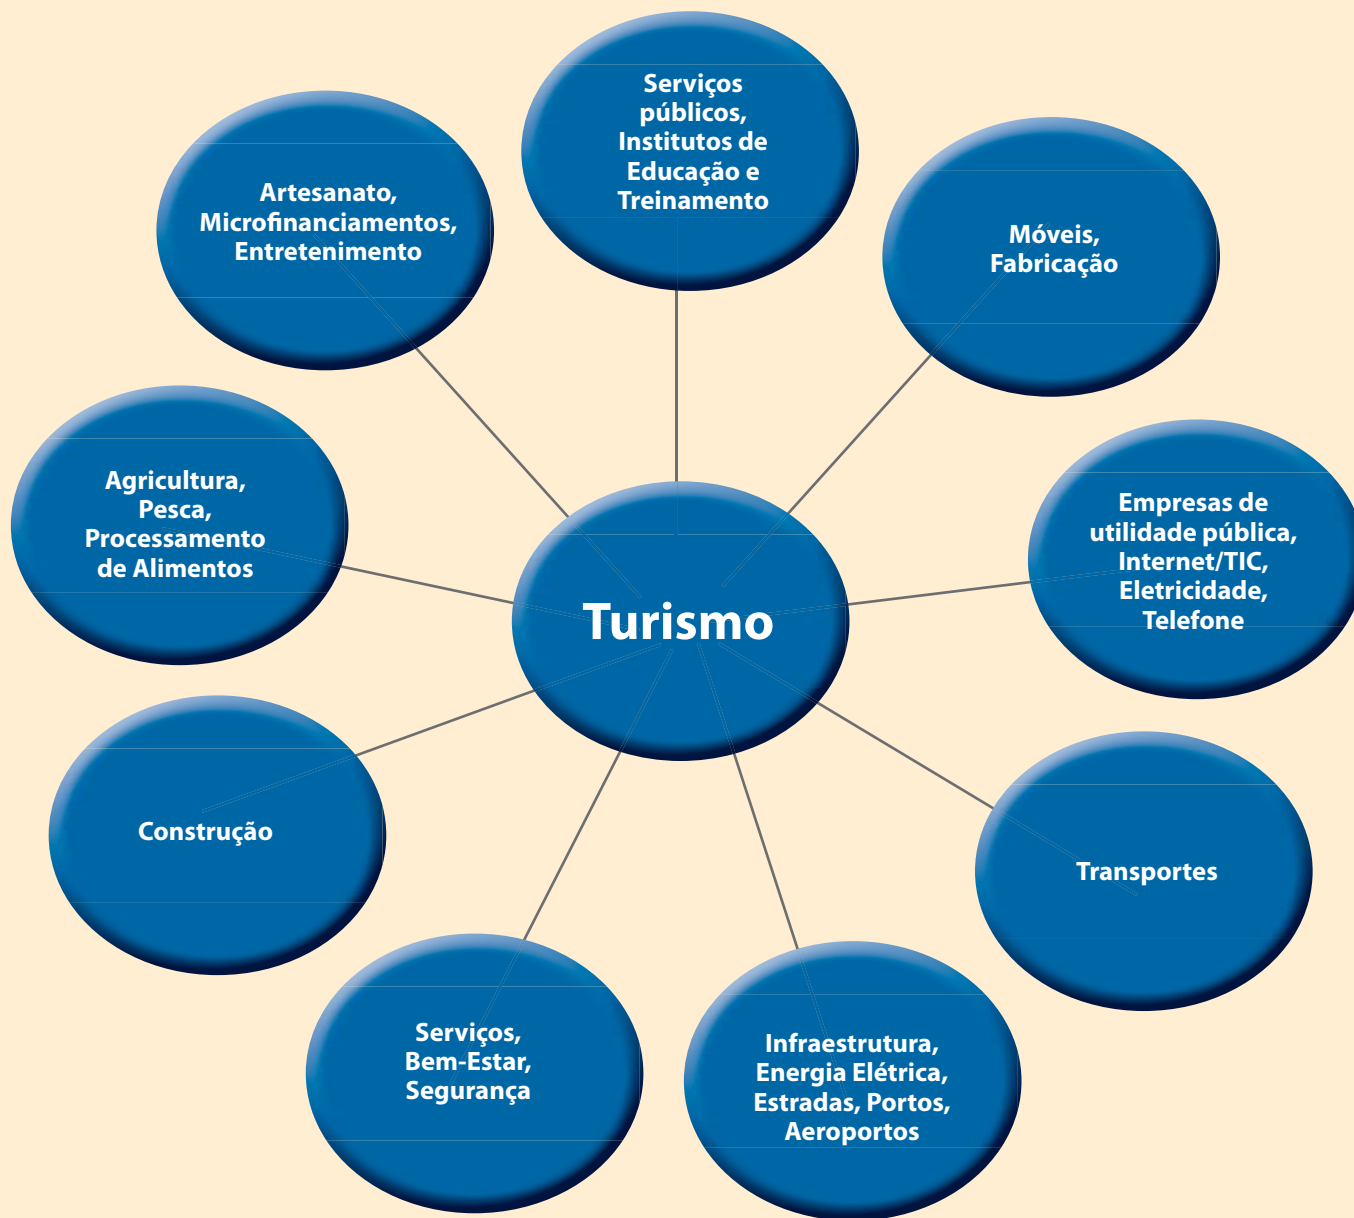 Serviços
públicos,
Institutos de
Educação e
Treinamento
Artesanato,
Microfinanciamentos,
Entretenimento
Móveis,
Fabricação
Agricultura,
Pesca,
Processamento
de Alimentos
Empresas de
utilidade pública,
Internet/TIC,
Eletricidade,
Telefone
Turismo
Construção
Transportes
Serviços,
Bem-Estar,
Segurança
Infraestrutura,
Energia Elétrica,
Estradas, Portos,
Aeroportos